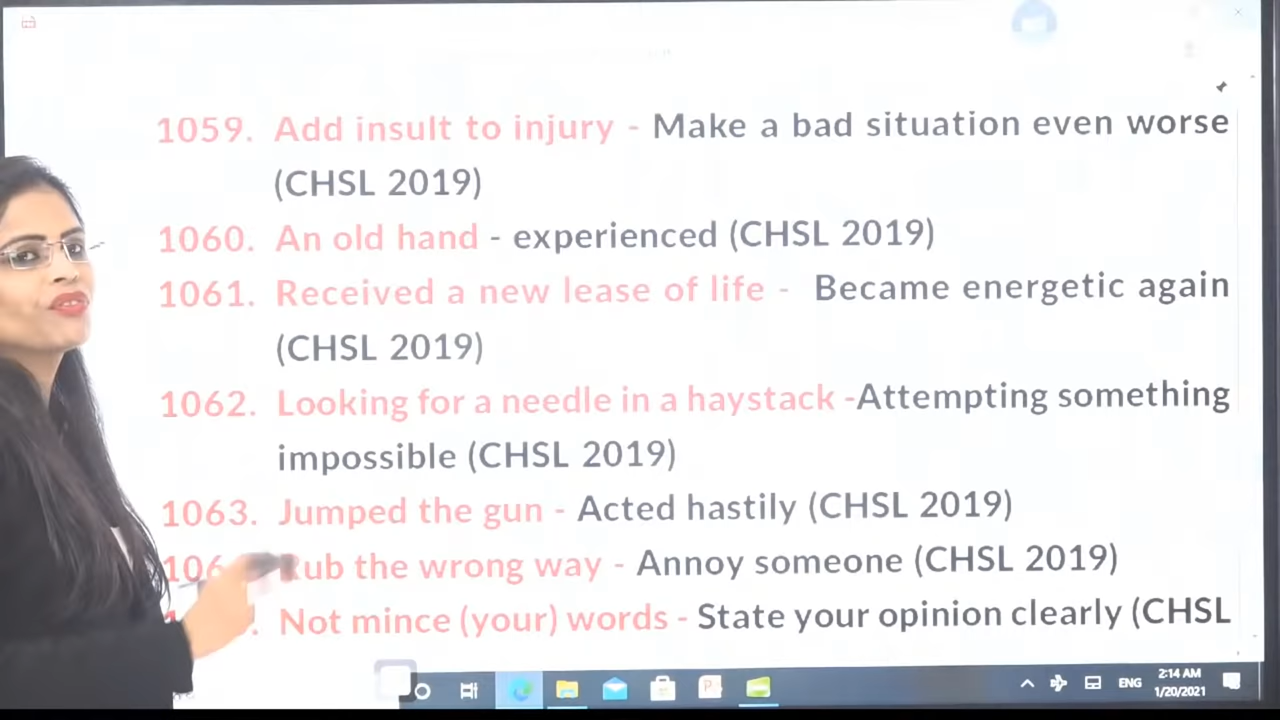 1059. Add insult to injury - Make a bad situation even worse
(CHSL 2019)
1060. An old hand - experienced (CHSL 2019)
1061. Received a new lease of life - Became energetic again
(CHSL 2019)
1062. Looking for a needle in a haystack -Attempting something
impossible (CHSL 2019)
1063. Jumped the gun - Acted hastily (CHSL 2019)
Rub the wrong way - Annoy someone (CHSL 2019)
Not mince (your) words - State your opinion clearly (CHSL
ENG
2:14 AM
1/20/2021